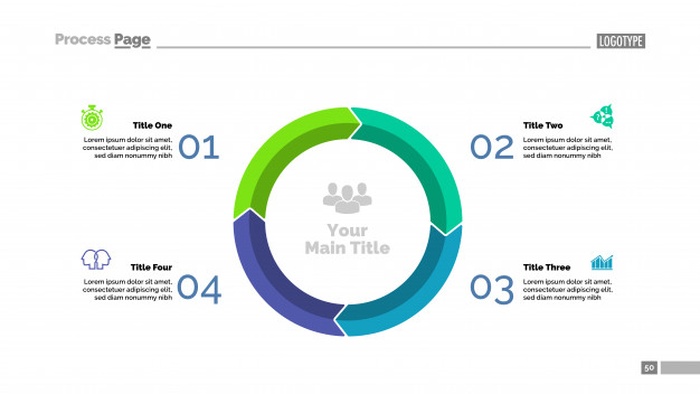 Process Page
LOGOTYPE
Title One
Lorem ipsum dolor sit amet,
consectetuer adipiscing elit,
sed diam nonummy nibh
01
02
Title Two
Lorem ipsum dolor sit amet,
consectetuer adipiscing elit,
sed diam nonummy nibh
Your
Main Title
Title Four
Lorem ipsum dolor sit amet,
consectetuer adipiscing elit,
sed diam nonummy nibh
04
03
Title Three
Lorem ipsum dolor sit amet,
consectetuer adipiscing elit,
sed diam nonummy nibh
50